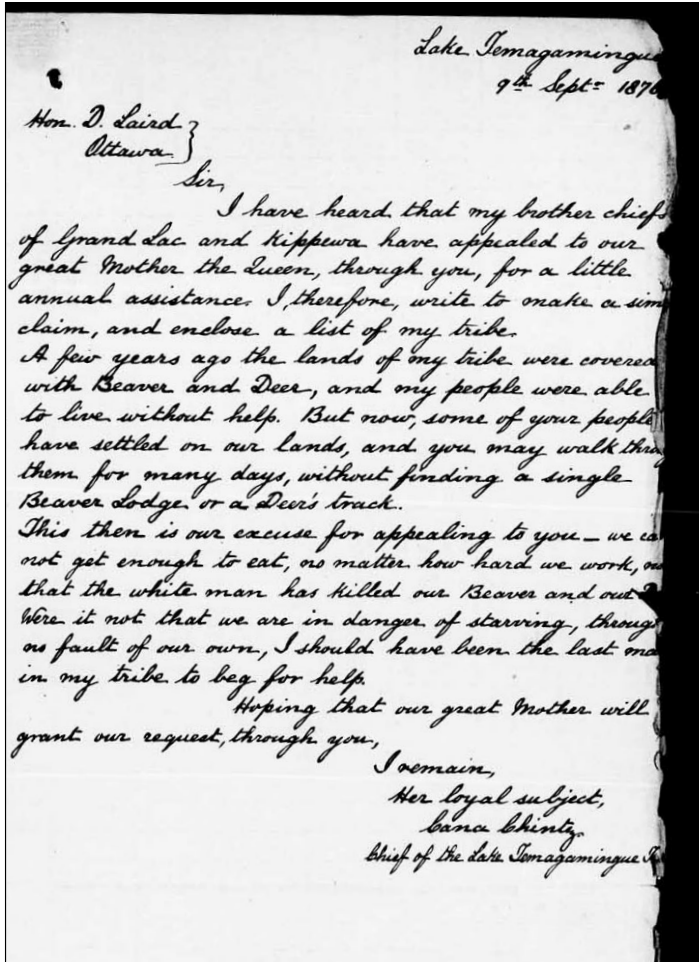 Lake Temagamingue
9th Sept= 1876
Hon. D. Laird
Ottawa
Sir,
I have heard that my brother chiefs
of Grand Lac and Kippewa have appealed to our
great Mother the Queen, through you, for a little
annual assistance. I, therefore, write to make a sim
claim, and enclose a list of my tribe.
A few years ago the lands of my tribe were covered
with Beaver and Deer, and my people were able
to live without help. But now, some of your people
have settled on our lands, and you may walk throu
them for many days, without finding a single
Beaver Lodge or a Deer's track.
This then is our excuse for appealing to you – we ca
not get enough to eat, no matter how hard we work, no
that the white man has killed our Beaver and our D
Were it not that we are in danger of starving, through
no fault of our own, I should have been the last ma
in my tribe to beg for help.
Hoping that our great Mother will
grant our request, through you,
I remain,
Her loyal subject,
Cana Chintz.
Chief of the Lake Temagamingue Tr